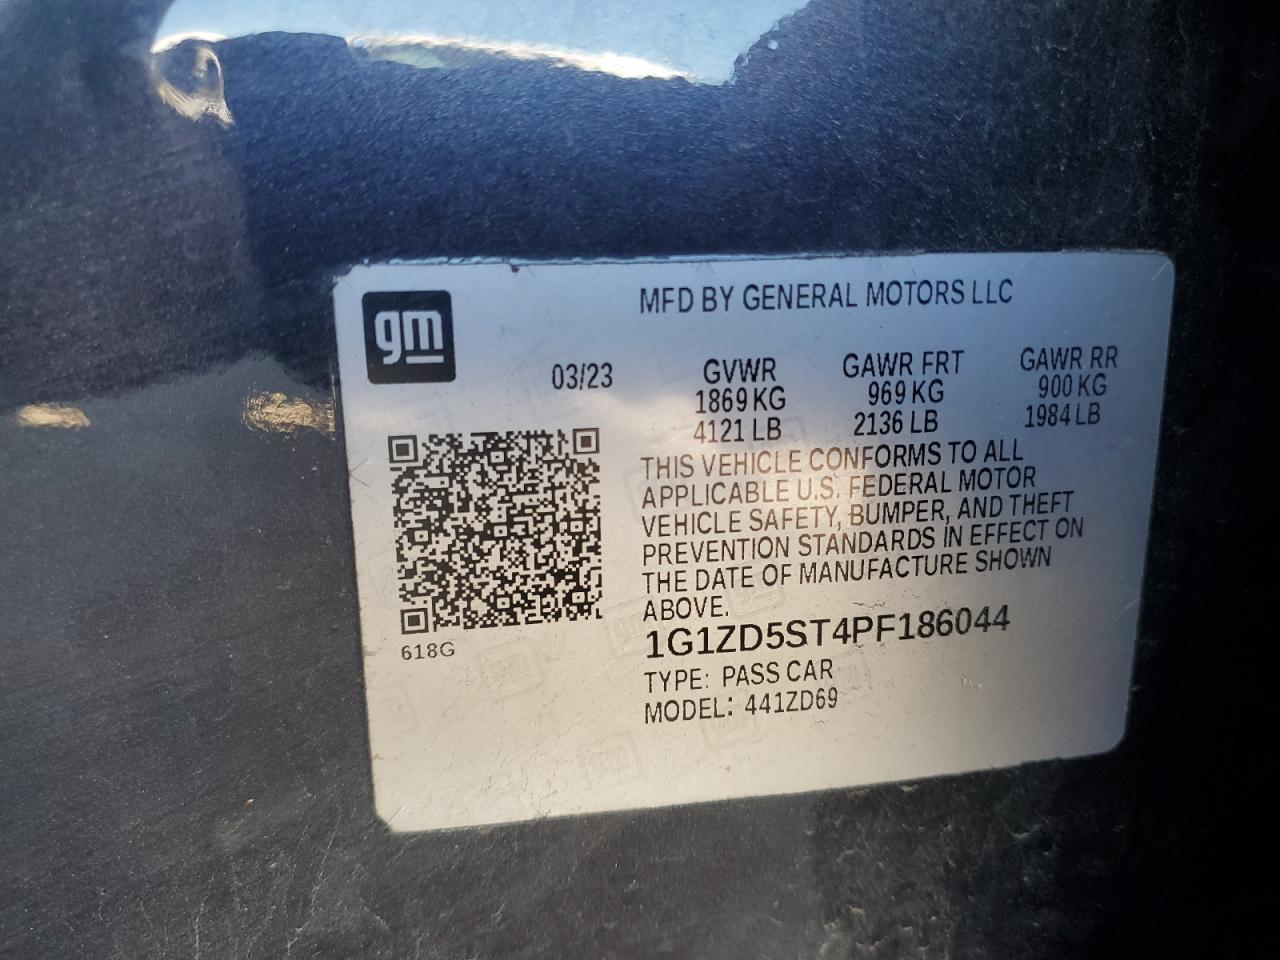 gm
MFD BY GENERAL MOTORS LLC
03/23 GVWR GAWR FRT GAWR RR
1869 KG 969 KG 900 KG
4121 LB 2136 LB 1984 LB
THIS VEHICLE CONFORMS TO ALL
APPLICABLE U.S. FEDERAL MOTOR
VEHICLE SAFETY, BUMPER, AND THEFT
PREVENTION STANDARDS IN EFFECT ON
THE DATE OF MANUFACTURE SHOWN
ABOVE.
618G
1G1ZD5ST4PF186044
TYPE: PASS CAR
MODEL: 441ZD69